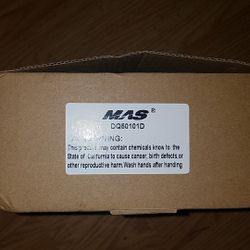 MAS®
DQ50101D
WARNING:
This product may contain chemicals know to the
State of California to cause cancer, birth defects, or
other reproductive harm. Wash hands after handling